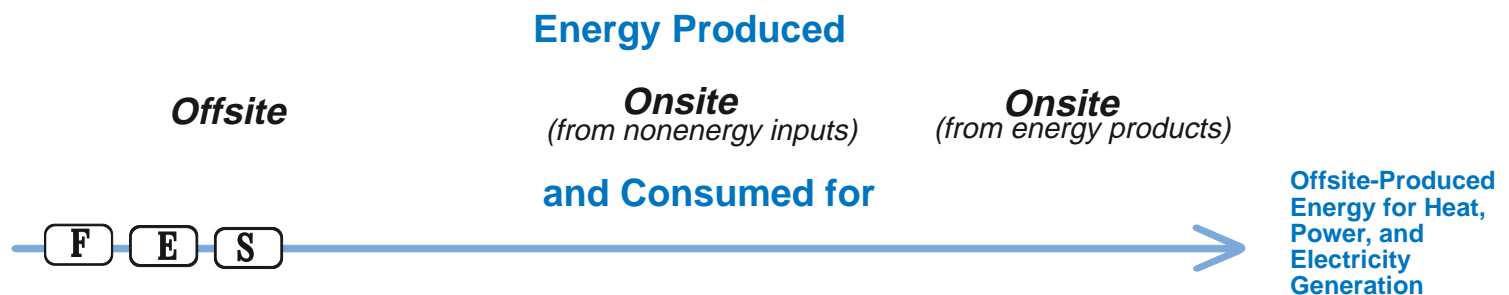 Energy Produced
Offsite
Onsite
(from nonenergy inputs)
Onsite
(from energy products)
and Consumed for
F E S
Offsite-Produced
Energy for Heat,
Power, and
Electricity
Generation